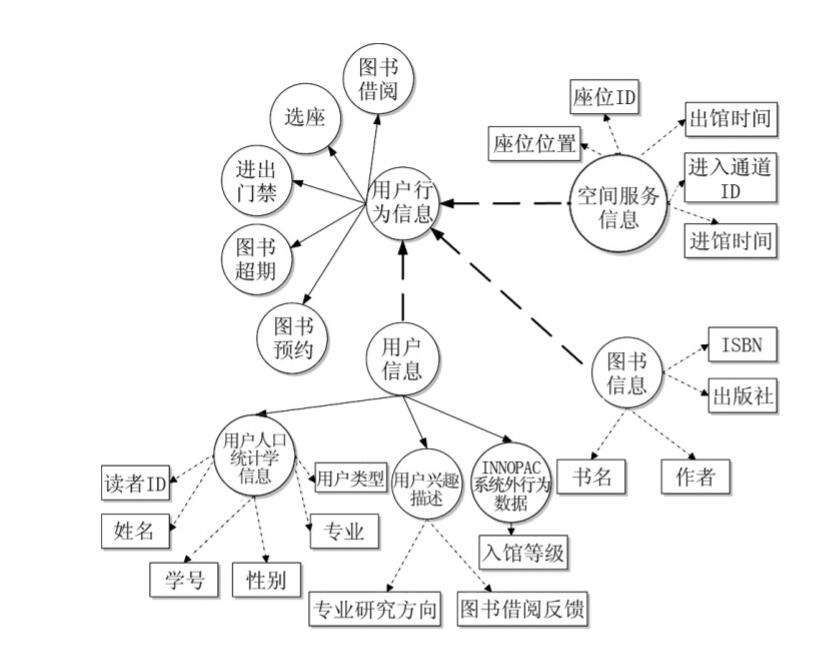 图书
借阅
选座
进出
门禁
图书
超期
图书
预约
用户行
为信息
座位ID
座位位置
出馆时间
进入通道
ID
进馆时间
空间服务
信息
用户
信息
图书
信息
ISBN
出版社
书名
作者
用户人口
统计学
信息
读者ID
姓名
学号
性别
专业
用户类型
用户兴趣
描述
专业研究方向
图书借阅反馈
INNOPAC
系统外行为
数据
入馆等级